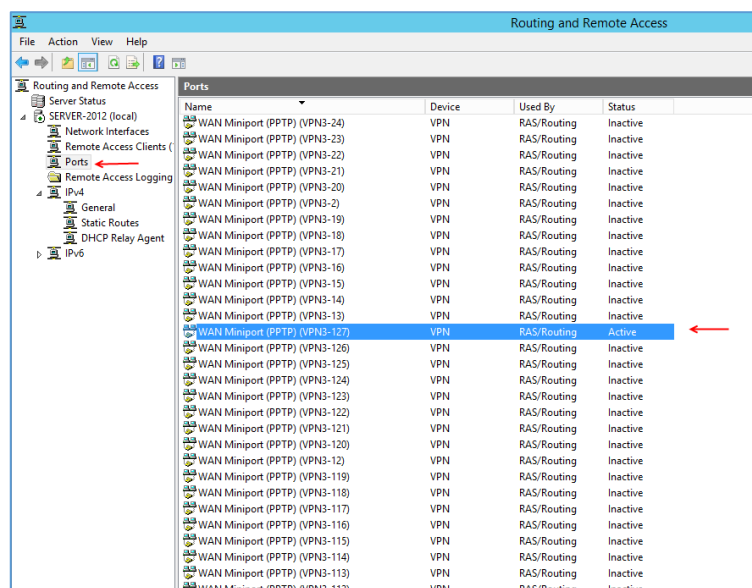 Routing and Remote Access
File Action View Help
Routing and Remote Access
Server Status
SERVER-2012 (local)
Network Interfaces
Remote Access Clients (
Ports
Remote Access Logging
IPv4
General
Static Routes
DHCP Relay Agent
IPv6
Ports
Name Device Used By Status
WAN Miniport (PPTP) (VPN3-24) VPN RAS/Routing Inactive
WAN Miniport (PPTP) (VPN3-23) VPN RAS/Routing Inactive
WAN Miniport (PPTP) (VPN3-22) VPN RAS/Routing Inactive
WAN Miniport (PPTP) (VPN3-21) VPN RAS/Routing Inactive
WAN Miniport (PPTP) (VPN3-20) VPN RAS/Routing Inactive
WAN Miniport (PPTP) (VPN3-2) VPN RAS/Routing Inactive
WAN Miniport (PPTP) (VPN3-19) VPN RAS/Routing Inactive
WAN Miniport (PPTP) (VPN3-18) VPN RAS/Routing Inactive
WAN Miniport (PPTP) (VPN3-17) VPN RAS/Routing Inactive
WAN Miniport (PPTP) (VPN3-16) VPN RAS/Routing Inactive
WAN Miniport (PPTP) (VPN3-15) VPN RAS/Routing Inactive
WAN Miniport (PPTP) (VPN3-14) VPN RAS/Routing Inactive
WAN Miniport (PPTP) (VPN3-13) VPN RAS/Routing Inactive
WAN Miniport (PPTP) (VPN3-127) VPN RAS/Routing Active
WAN Miniport (PPTP) (VPN3-126) VPN RAS/Routing Inactive
WAN Miniport (PPTP) (VPN3-125) VPN RAS/Routing Inactive
WAN Miniport (PPTP) (VPN3-124) VPN RAS/Routing Inactive
WAN Miniport (PPTP) (VPN3-123) VPN RAS/Routing Inactive
WAN Miniport (PPTP) (VPN3-122) VPN RAS/Routing Inactive
WAN Miniport (PPTP) (VPN3-121) VPN RAS/Routing Inactive
WAN Miniport (PPTP) (VPN3-120) VPN RAS/Routing Inactive
WAN Miniport (PPTP) (VPN3-12) VPN RAS/Routing Inactive
WAN Miniport (PPTP) (VPN3-119) VPN RAS/Routing Inactive
WAN Miniport (PPTP) (VPN3-118) VPN RAS/Routing Inactive
WAN Miniport (PPTP) (VPN3-117) VPN RAS/Routing Inactive
WAN Miniport (PPTP) (VPN3-116) VPN RAS/Routing Inactive
WAN Miniport (PPTP) (VPN3-115) VPN RAS/Routing Inactive
WAN Miniport (PPTP) (VPN3-114) VPN RAS/Routing Inactive
WAN Miniport (PPTP) (VPN3-113) VPN RAS/Routing Inactive